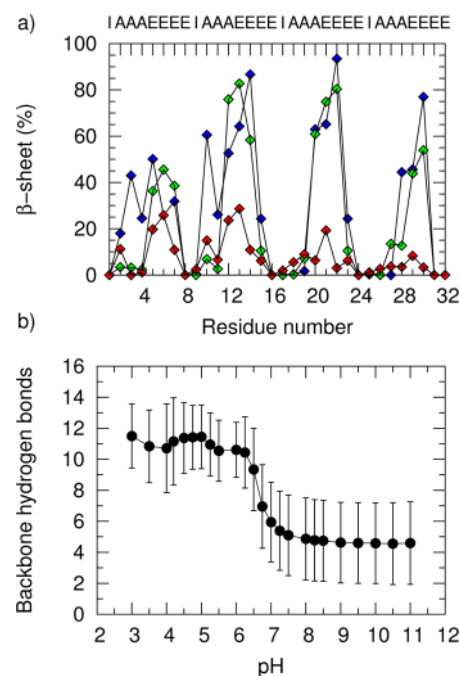 a) IAAAEEEE IAAAEEEE IAAAEEEE IAAAEEEE
100
80
60
40
20
0
β-sheet (%)
4 8 12 16 20 24 28 32
Residue number
b)
16
14
12
10
8
6
4
2
0
Backbone hydrogen bonds
2 3 4 5 6 7 8 9 10 11 12
pH